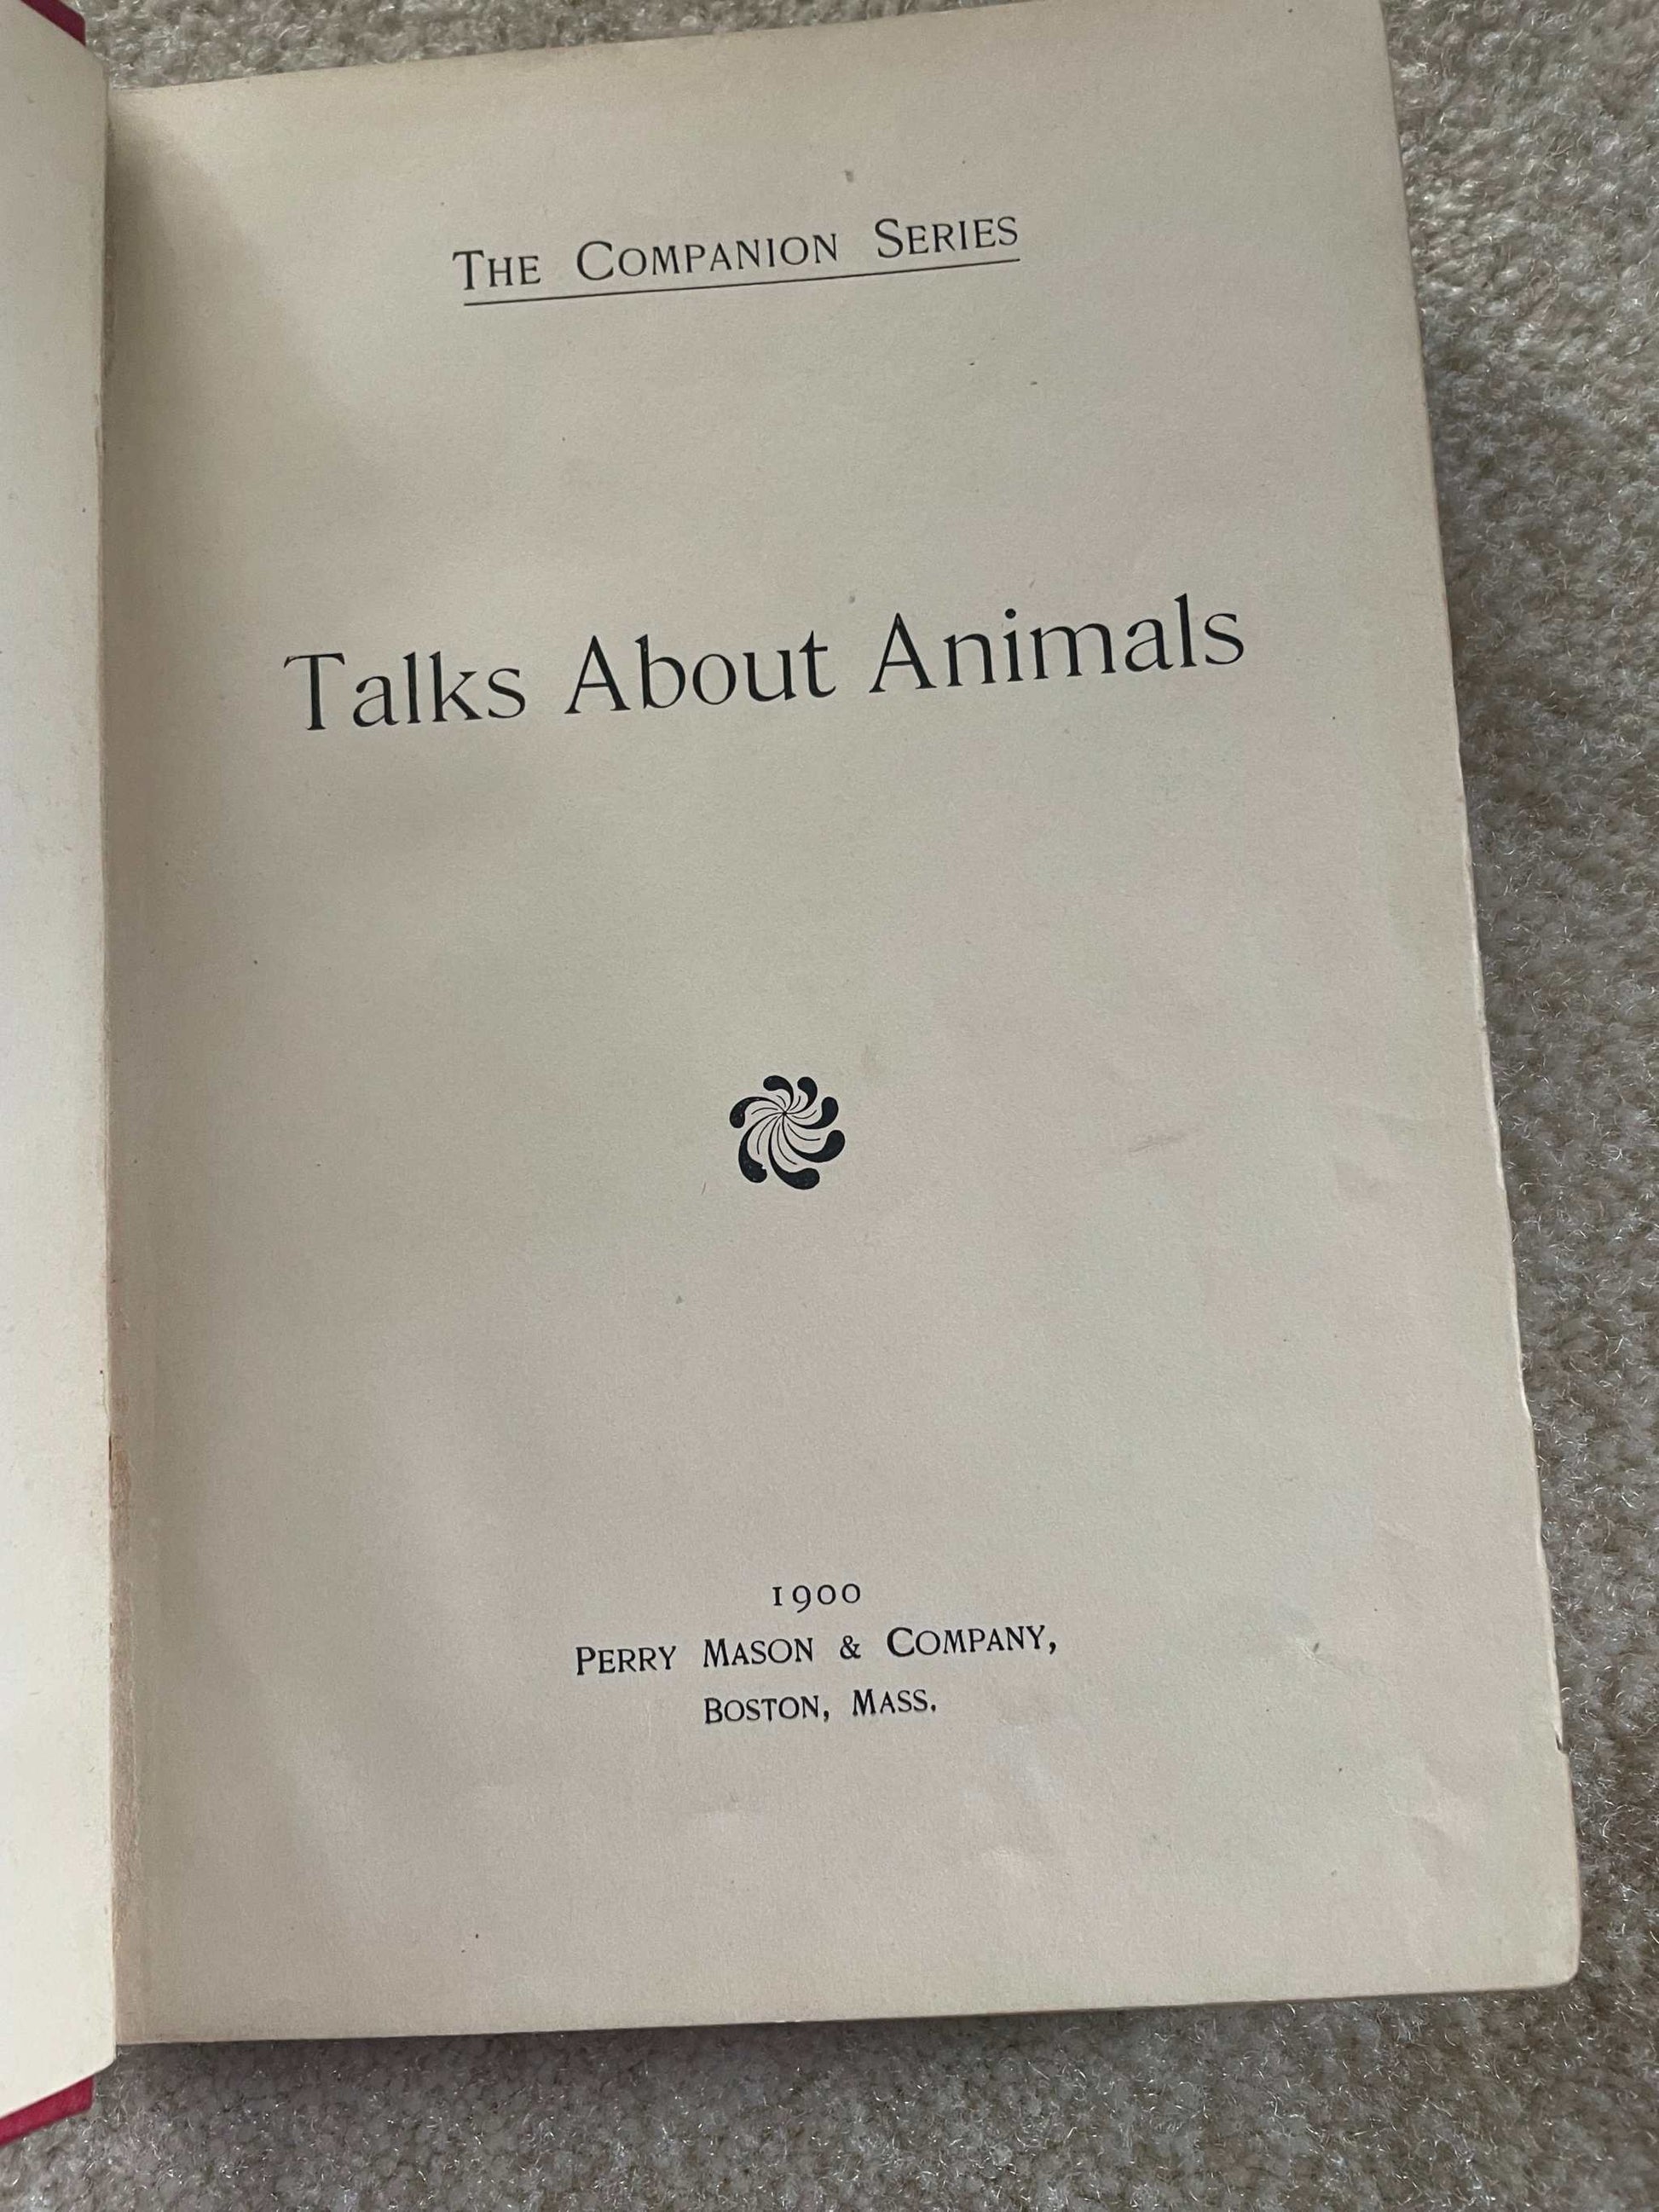 The Companion Series
Talks About Animals
1900
Perry Mason & Company,
Boston, Mass.